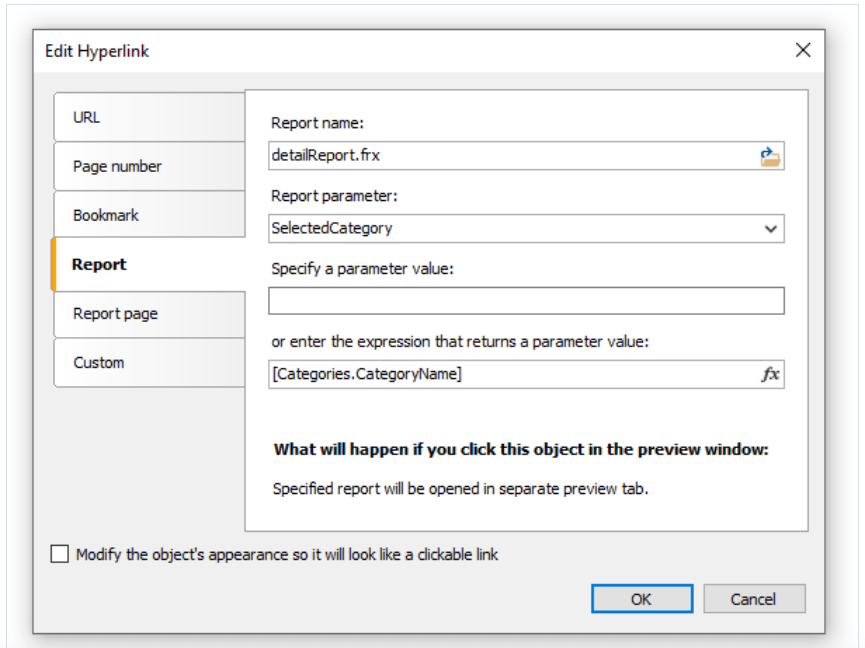 Edit Hyperlink
URL
Page number
Bookmark
Report
Report page
Custom
Report name:
detailReport.frx
Report parameter:
SelectedCategory
Specify a parameter value:
or enter the expression that returns a parameter value:
[Categories.CategoryName]
fx
What will happen if you click this object in the preview window:
Specified report will be opened in separate preview tab.
Modify the object's appearance so it will look like a clickable link
OK
Cancel